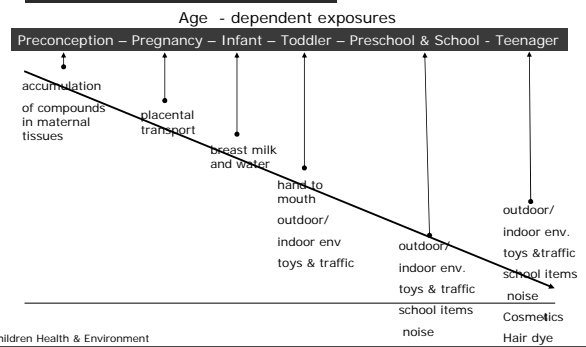 Age - dependent exposures
Preconception – Pregnancy – Infant – Toddler – Preschool & School - Teenager
accumulation
of compounds
in maternal
tissues
placental
transport
breast milk
and water
hand to
mouth
outdoor/
indoor env
toys & traffic
outdoor/
indoor env.
toys & traffic
school items
noise
outdoor/
indoor env.
toys &traffic
school items
noise
Cosmetics
Hair dye
hildren Health & Environment